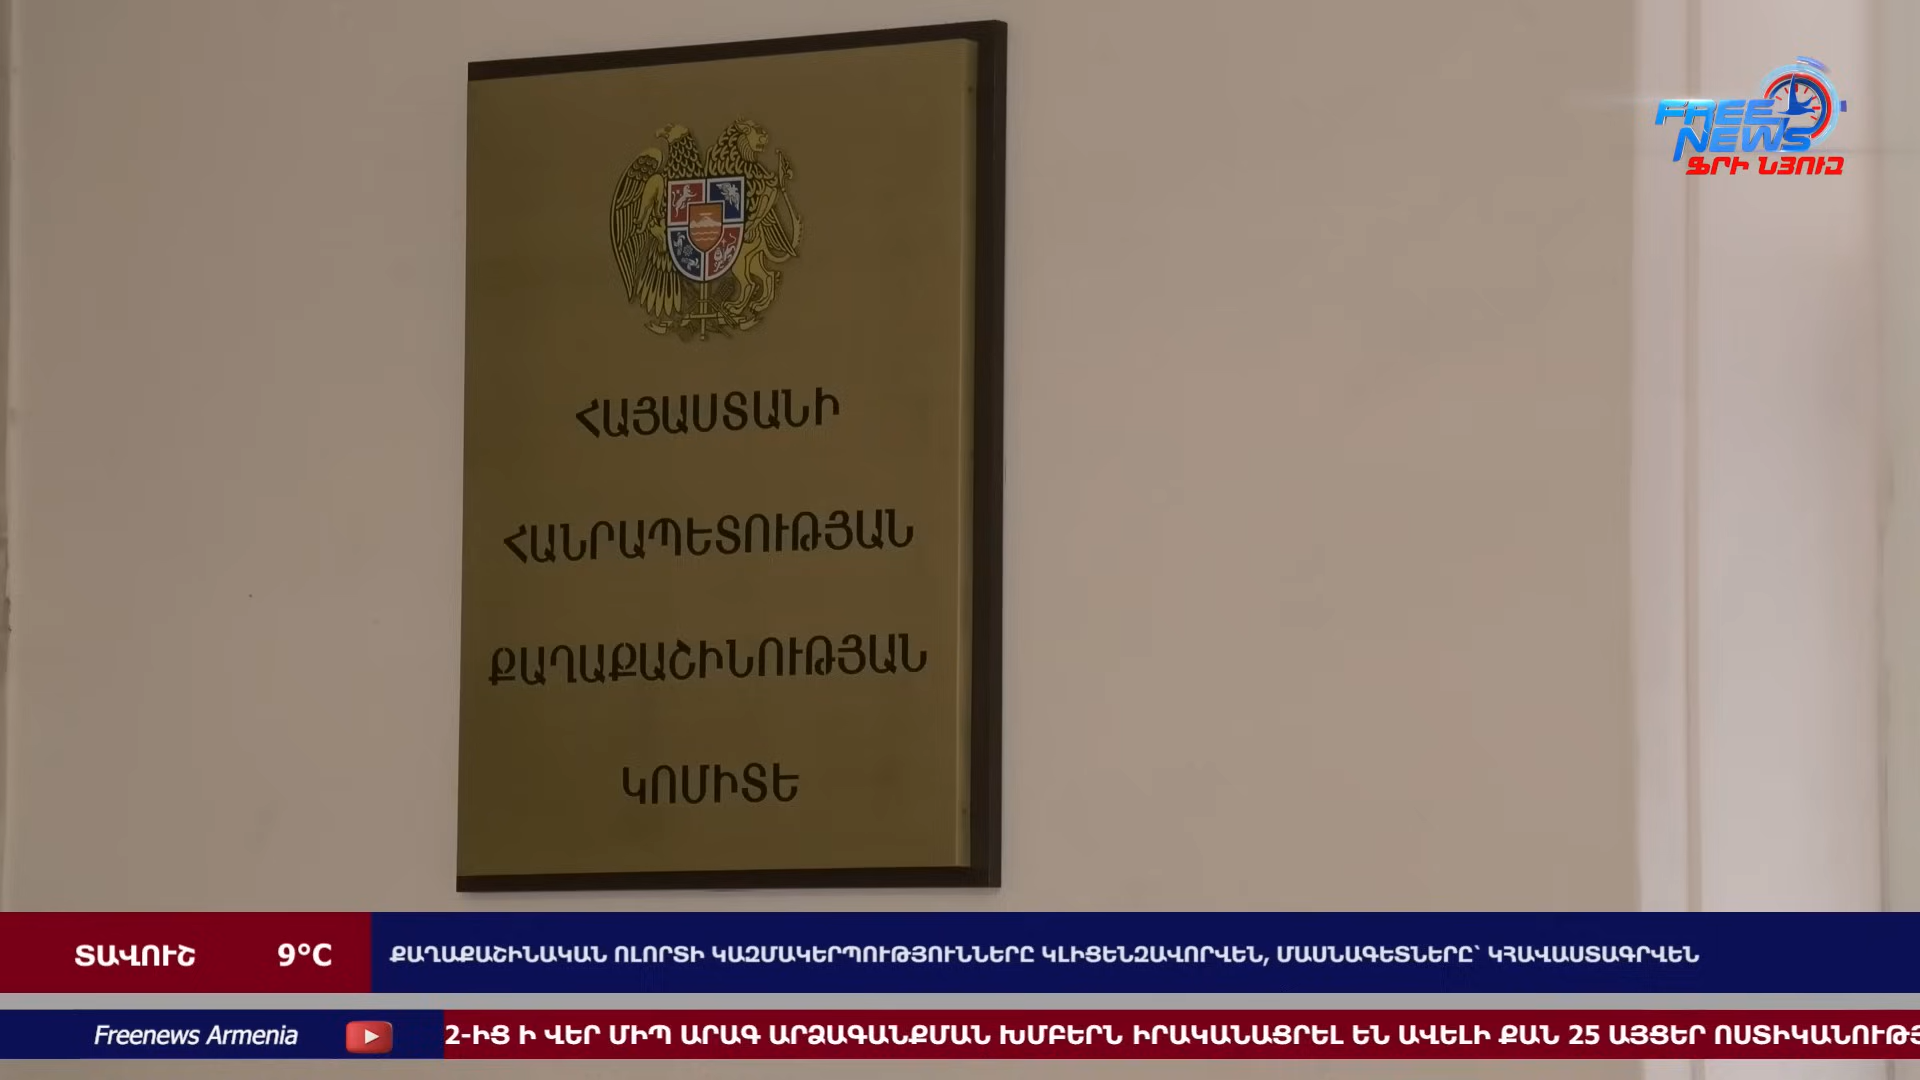 FREE
NEWS
ՖՐԻ ՆՅՈՒԶ
ՀԱՅԱՍՏԱՆԻ
ՀԱՆՐԱՊԵՏՈՒԹՅԱՆ
ՔԱՂԱՔԱՇԻՆՈՒԹՅԱՆ
ԿՈՄԻՏԵ
ՏԱՎՈՒՇ 9°C ՔԱՂԱՔԱՇԻՆԱԿԱՆ ՈԼՈՐՏԻ ԿԱԶՄԱԿԵՐՊՈՒԹՅՈՒՆՆԵՐԸ ԿԼԻՑԵՆԶԱՎՈՐՎԵՆ, ՄԱՍՆԱԳԵՏՆԵՐԸ՝ ԿՀԱՎԱՍՏԱԳՐՎԵՆ
Freenews Armenia 2-ԻՑ Ի ՎԵՐ ՄԻՊ ԱՐԱԳ ԱՐՁԱԳԱՆՔՄԱՆ ԽՄԲԵՐՆ ԻՐԱԿԱՆԱՑՐԵԼ ԵՆ ԱՎԵԼԻ ՔԱՆ 25 ԱՅՑԵՐ ՈՍՏԻԿԱՆՈՒԹՅ